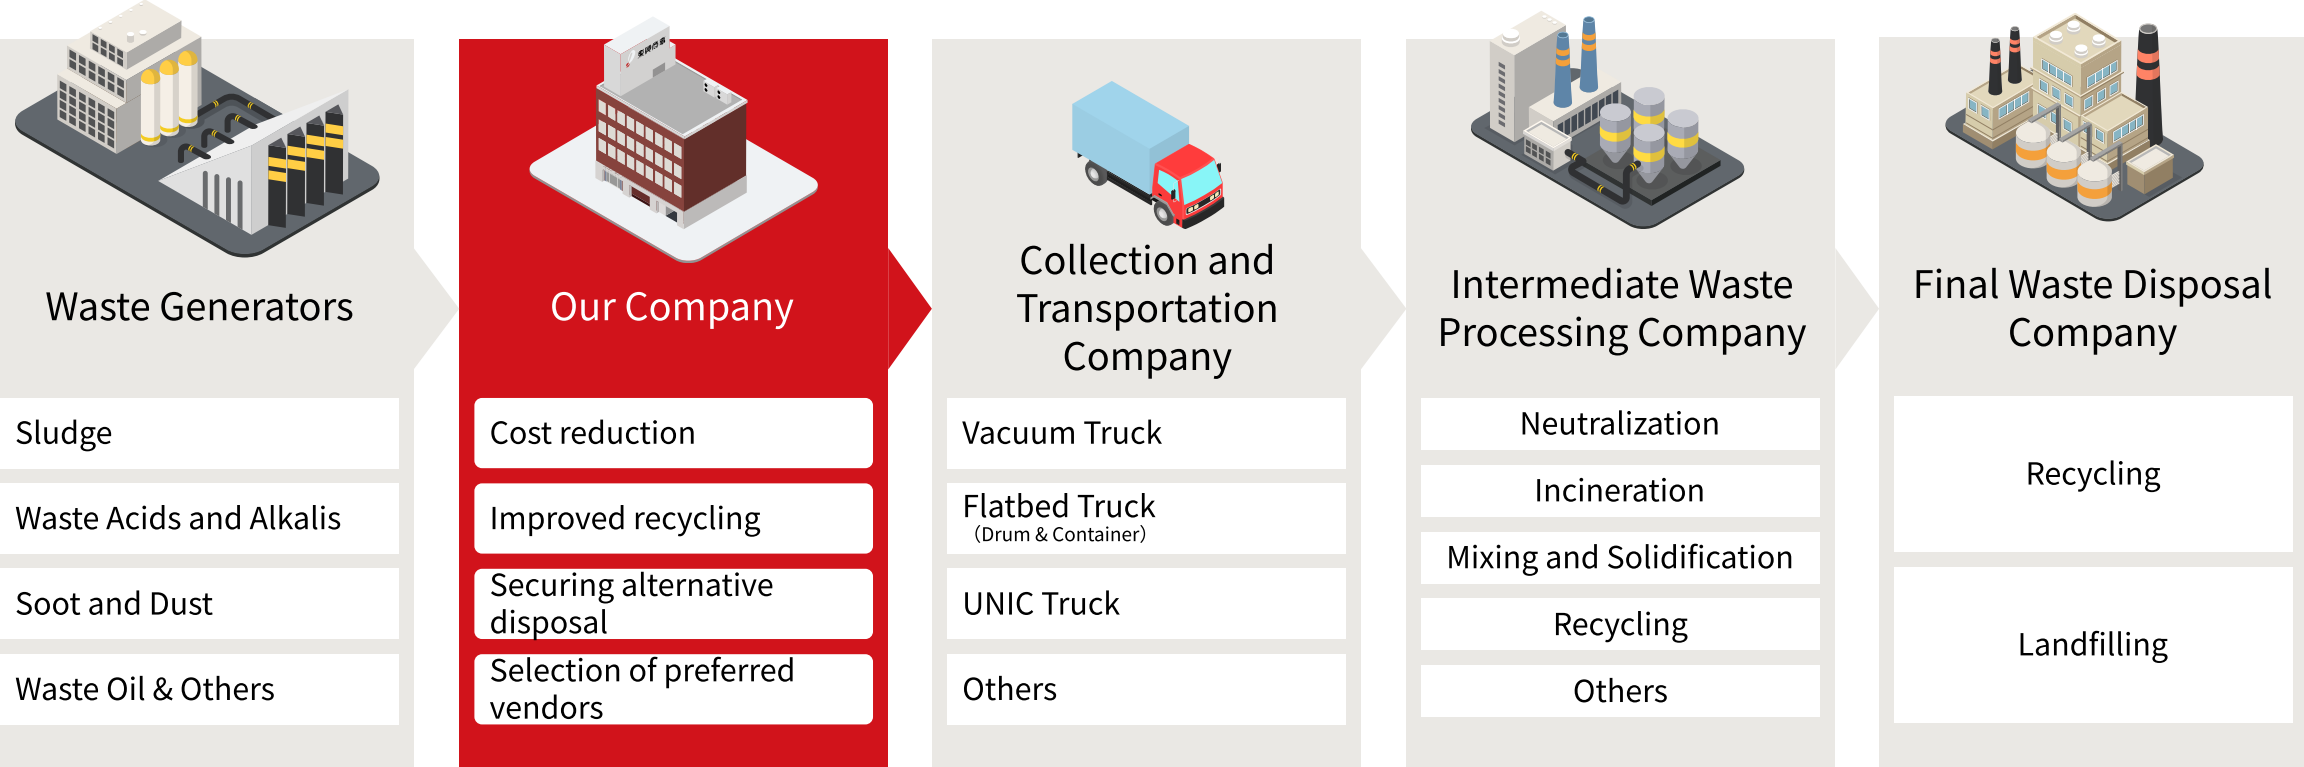 Waste Generators
Sludge
Waste Acids and Alkalis
Soot and Dust
Waste Oil & Others
Our Company
Cost reduction
Improved recycling
Securing alternative
disposal
Selection of preferred
vendors
Collection and
Transportation
Company
Vacuum Truck
Flatbed Truck
（Drum & Container）
UNIC Truck
Others
Intermediate Waste
Processing Company
Neutralization
Incineration
Mixing and Solidification
Recycling
Others
Final Waste Disposal
Company
Recycling
Landfilling